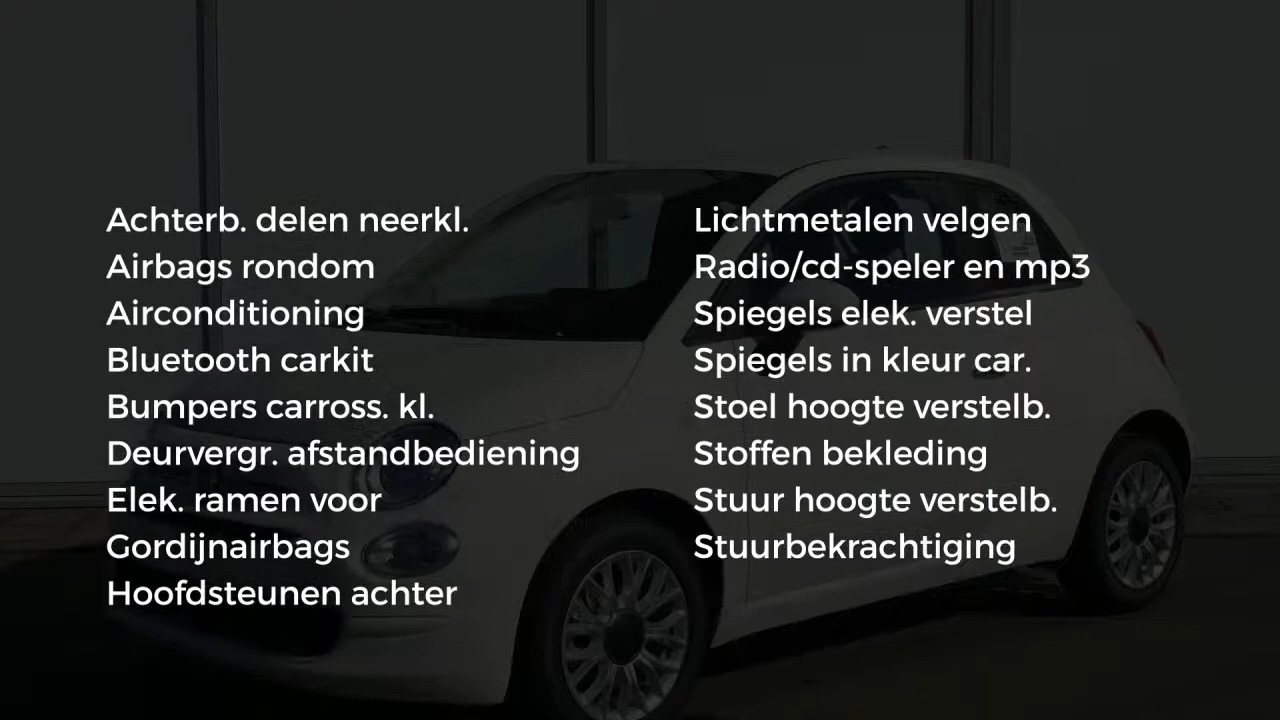 Achterb. delen neerkl.
Airbags rondom
Airconditioning
Bluetooth carkit
Bumpers carross. kl.
Deurvergr. afstandbediening
Elek. ramen voor
Gordijnairbags
Hoofdsteunen achter
Lichtmetalen velgen
Radio/cd-speler en mp3
Spiegels elek. verstel
Spiegels in kleur car.
Stoel hoogte verstelb.
Stoffen bekleding
Stuur hoogte verstelb.
Stuurbekrachtiging